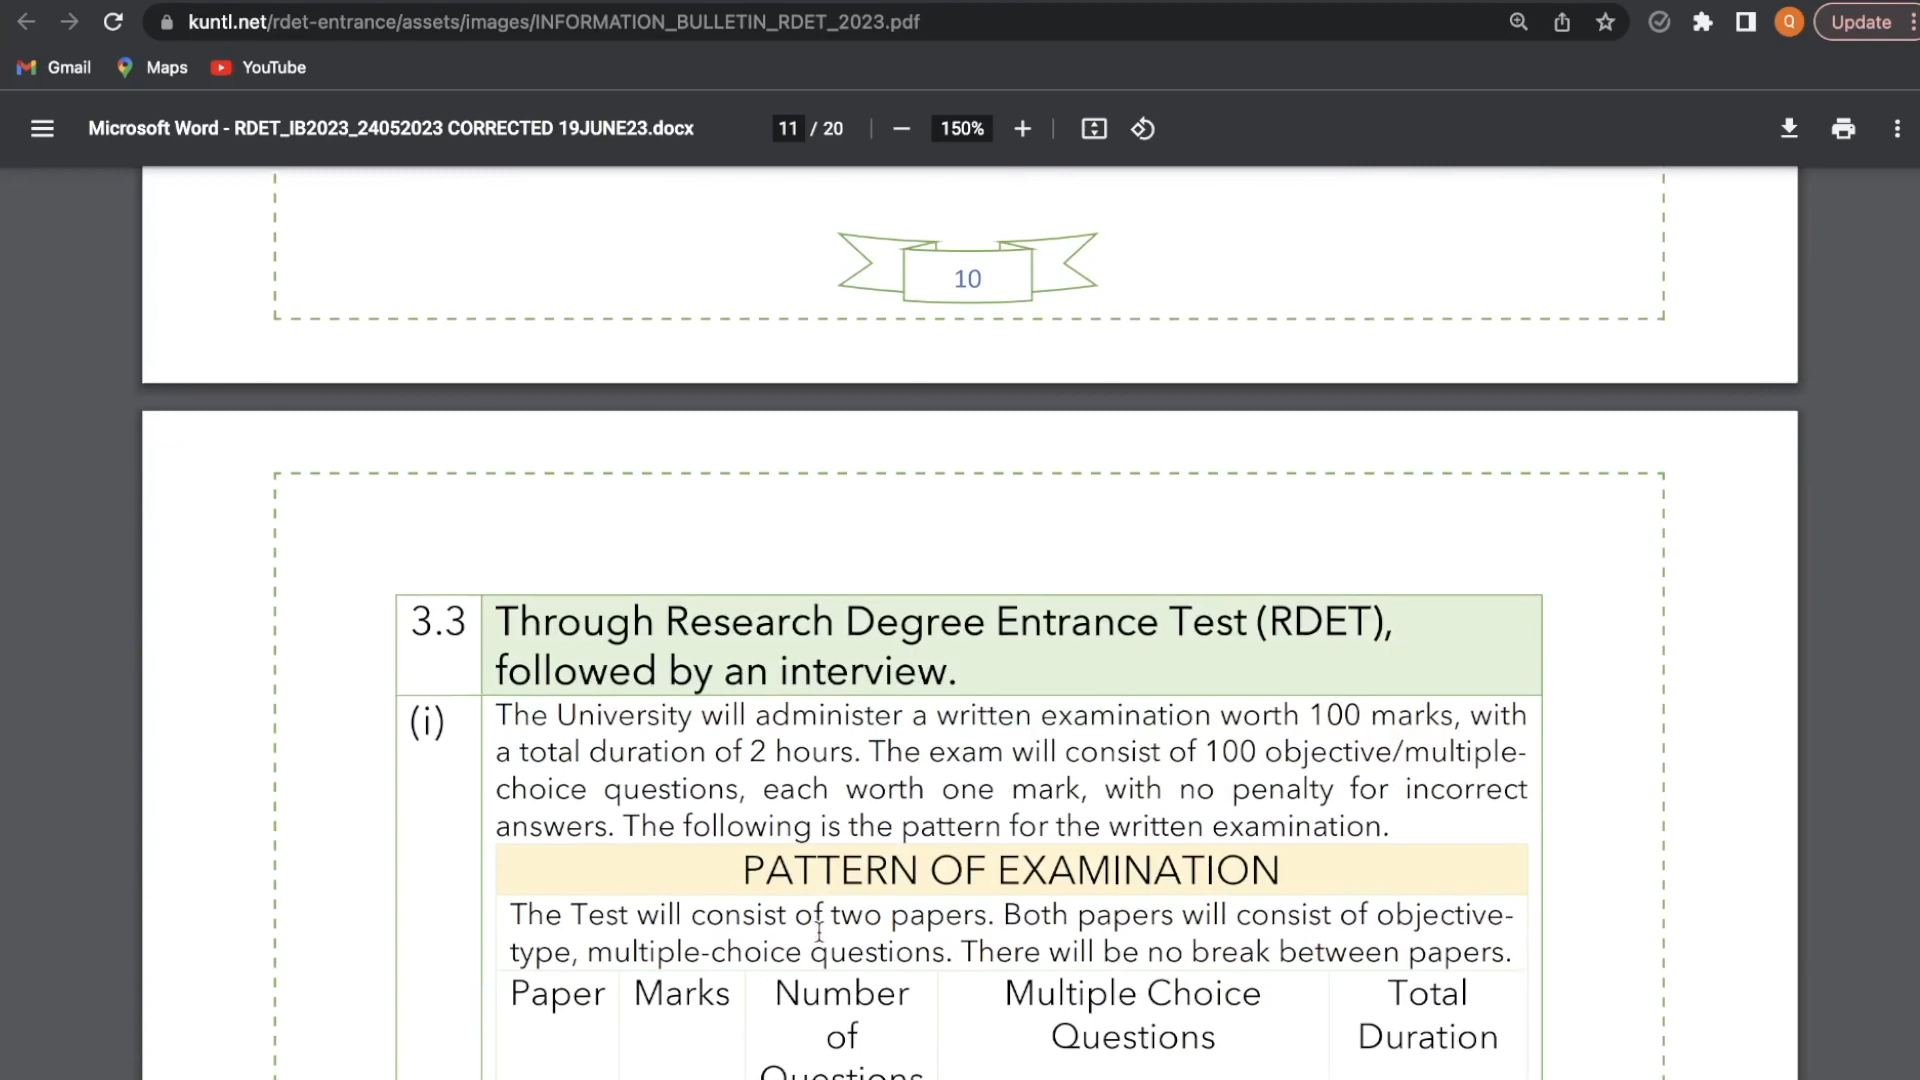 kuntl.net/rdet-entrance/assets/images/INFORMATION_BULLETIN_RDET_2023.pdf
Q
Update
Gmail
Maps
YouTube
Microsoft Word - RDET_IB2023_24052023 CORRECTED 19JUNE23.docx
11 / 20
150%
10
3.3 Through Research Degree Entrance Test (RDET),
followed by an interview.
(i) The University will administer a written examination worth 100 marks, with
a total duration of 2 hours. The exam will consist of 100 objective/multiple-
choice questions, each worth one mark, with no penalty for incorrect
answers. The following is the pattern for the written examination.
PATTERN OF EXAMINATION
The Test will consist of two papers. Both papers will consist of objective-
type, multiple-choice questions. There will be no break between papers.
Paper Marks Number Multiple Choice Total
of Questions Duration
Questions